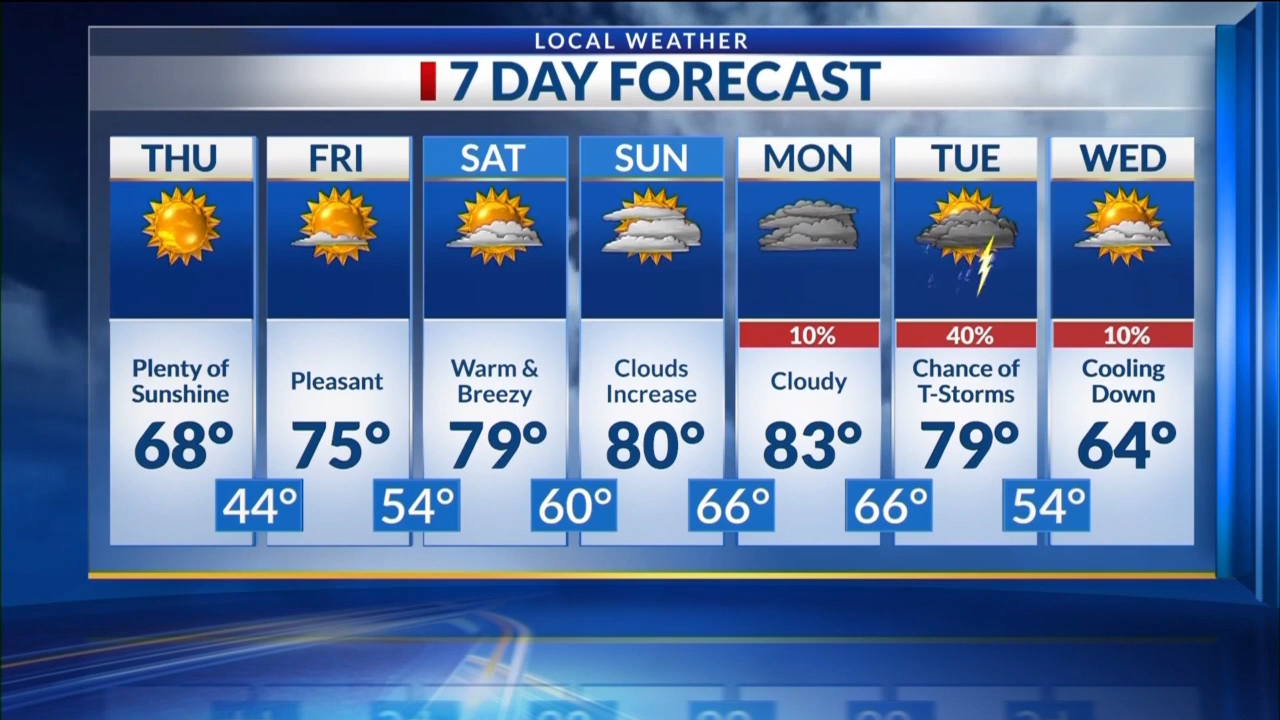 LOCAL WEATHER
7 DAY FORECAST
THU
FRI
SAT
SUN
MON
TUE
WED
10%
40%
10%
Plenty of
Sunshine
Pleasant
Warm &
Breezy
Clouds
Increase
Cloudy
Chance of
T-Storms
Cooling
Down
68°
75°
79°
80°
83°
79°
64°
44°
54°
60°
66°
66°
54°